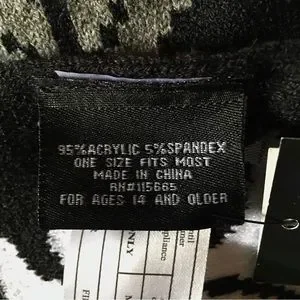 95%ACRYLIC 5%SPANDEX
ONE SIZE FITS MOST
MADE IN CHINA
RN#115665
FOR AGES 14 AND OLDER